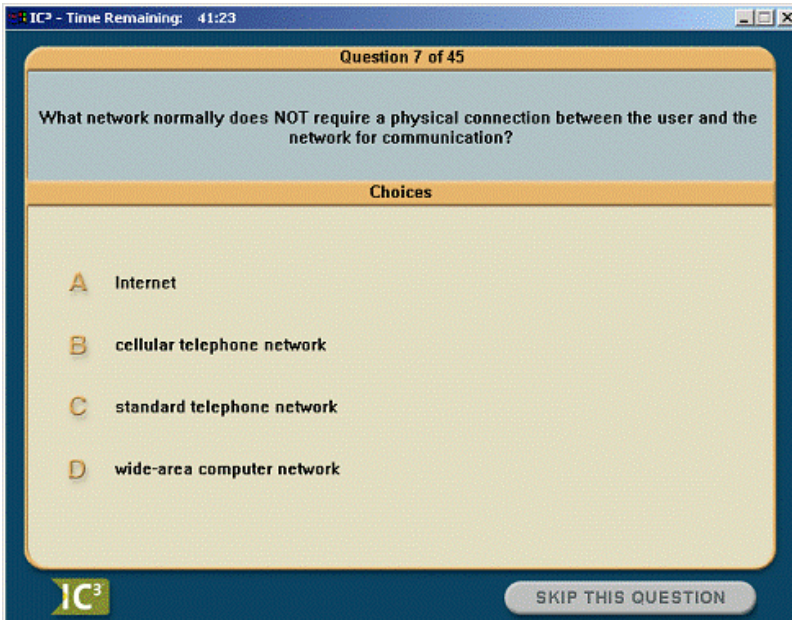 IC³ - Time Remaining: 41:23
Question 7 of 45
What network normally does NOT require a physical connection between the user and the
network for communication?
Choices
A Internet
B cellular telephone network
C standard telephone network
D wide-area computer network
IC³
SKIP THIS QUESTION